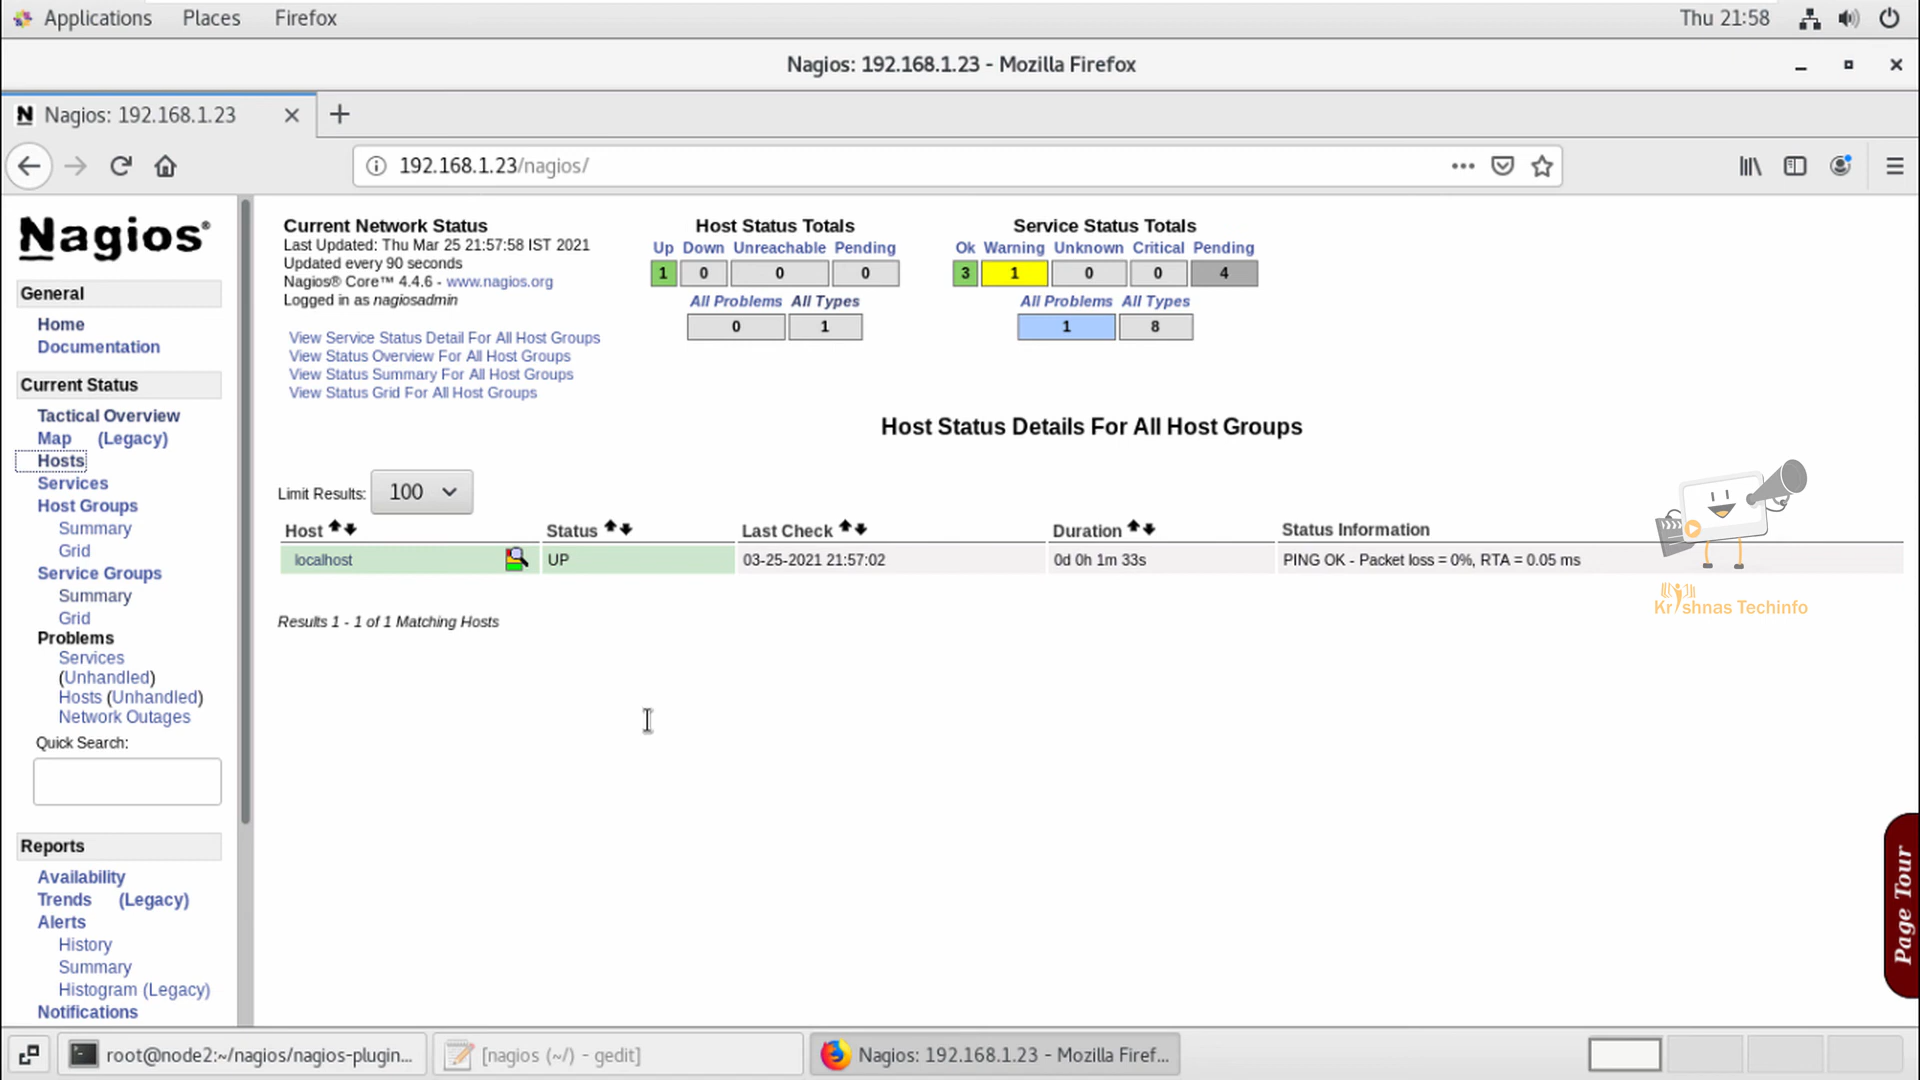 Applications Places Firefox Thu 21:58
Nagios: 192.168.1.23 - Mozilla Firefox
N Nagios: 192.168.1.23
192.168.1.23/nagios/
Nagios®
General
Home
Documentation
Current Status
Tactical Overview
Map (Legacy)
Hosts
Services
Host Groups
Summary
Grid
Service Groups
Summary
Grid
Problems
Services
(Unhandled)
Hosts (Unhandled)
Network Outages
Quick Search:
Reports
Availability
Trends (Legacy)
Alerts
History
Summary
Histogram (Legacy)
Notifications
Current Network Status
Last Updated: Thu Mar 25 21:57:58 IST 2021
Updated every 90 seconds
Nagios® Core™ 4.4.6 - www.nagios.org
Logged in as nagiosadmin
View Service Status Detail For All Host Groups
View Status Overview For All Host Groups
View Status Summary For All Host Groups
View Status Grid For All Host Groups
Host Status Totals
Up Down Unreachable Pending
1 0 0 0
All Problems All Types
0 1
Service Status Totals
Ok Warning Unknown Critical Pending
3 1 0 0 4
All Problems All Types
1 8
Host Status Details For All Host Groups
Limit Results: 100
Host Status Last Check Duration Status Information
localhost UP 03-25-2021 21:57:02 0d 0h 1m 33s PING OK - Packet loss = 0%, RTA = 0.05 ms
Results 1 - 1 of 1 Matching Hosts
Krishnas Techinfo
Page Tour
root@node2:~/nagios/nagios-plugin... [nagios (~/) - gedit] Nagios: 192.168.1.23 - Mozilla Firef...